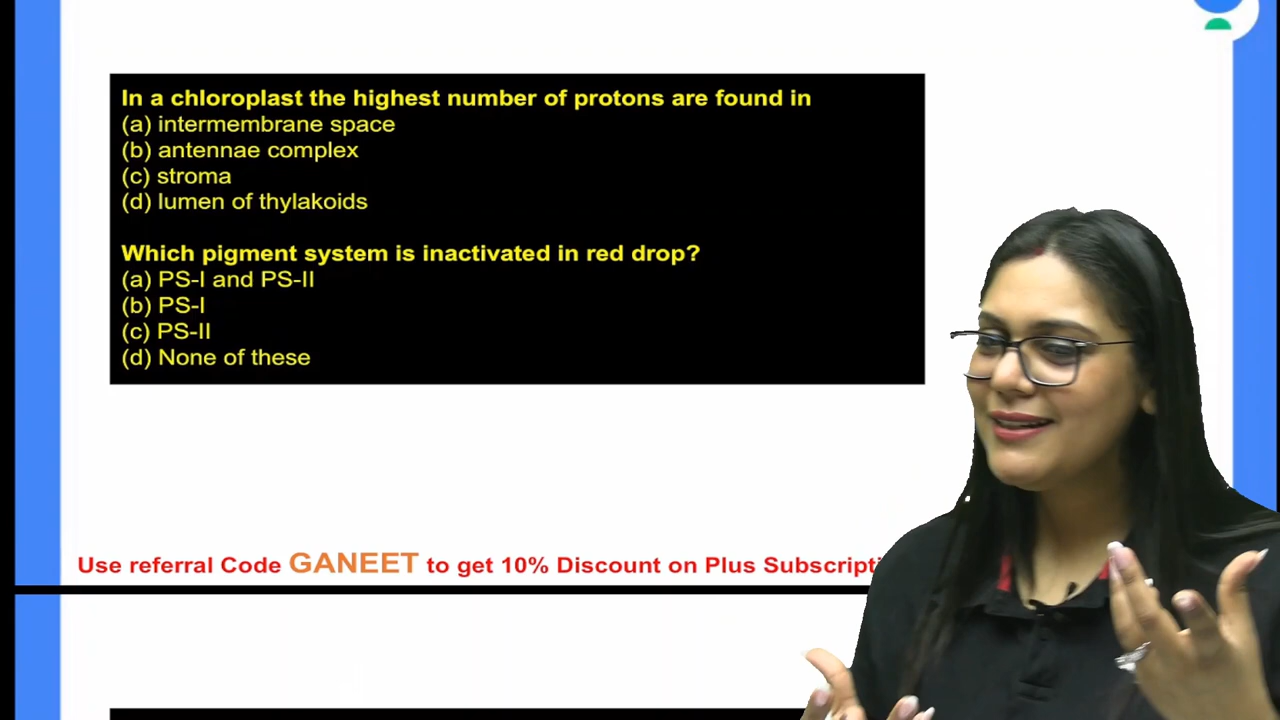 In a chloroplast the highest number of protons are found in
(a) intermembrane space
(b) antennae complex
(c) stroma
(d) lumen of thylakoids
Which pigment system is inactivated in red drop?
(a) PS-I and PS-II
(b) PS-I
(c) PS-II
(d) None of these
Use referral Code GANEET to get 10% Discount on Plus